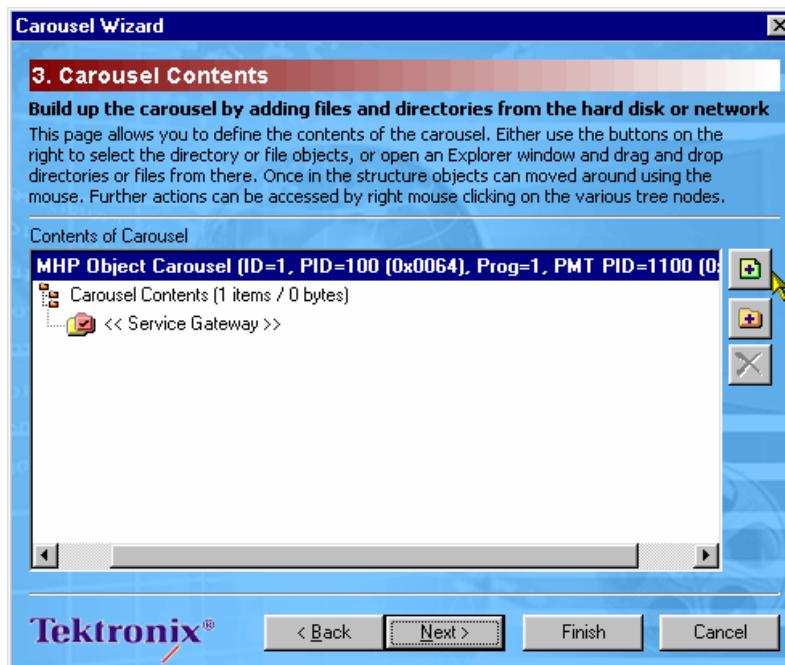 Carousel Wizard
3. Carousel Contents
Build up the carousel by adding files and directories from the hard disk or network
This page allows you to define the contents of the carousel. Either use the buttons on the
right to select the directory or file objects, or open an Explorer window and drag and drop
directories or files from there. Once in the structure objects can moved around using the
mouse. Further actions can be accessed by right mouse clicking on the various tree nodes.
Contents of Carousel
MHP Object Carousel (ID=1, PID=100 (0x0064), Prog=1, PMT PID=1100 (0
Carousel Contents (1 items / 0 bytes)
<< Service Gateway >>
Tektronix®
< Back
Next >
Finish
Cancel